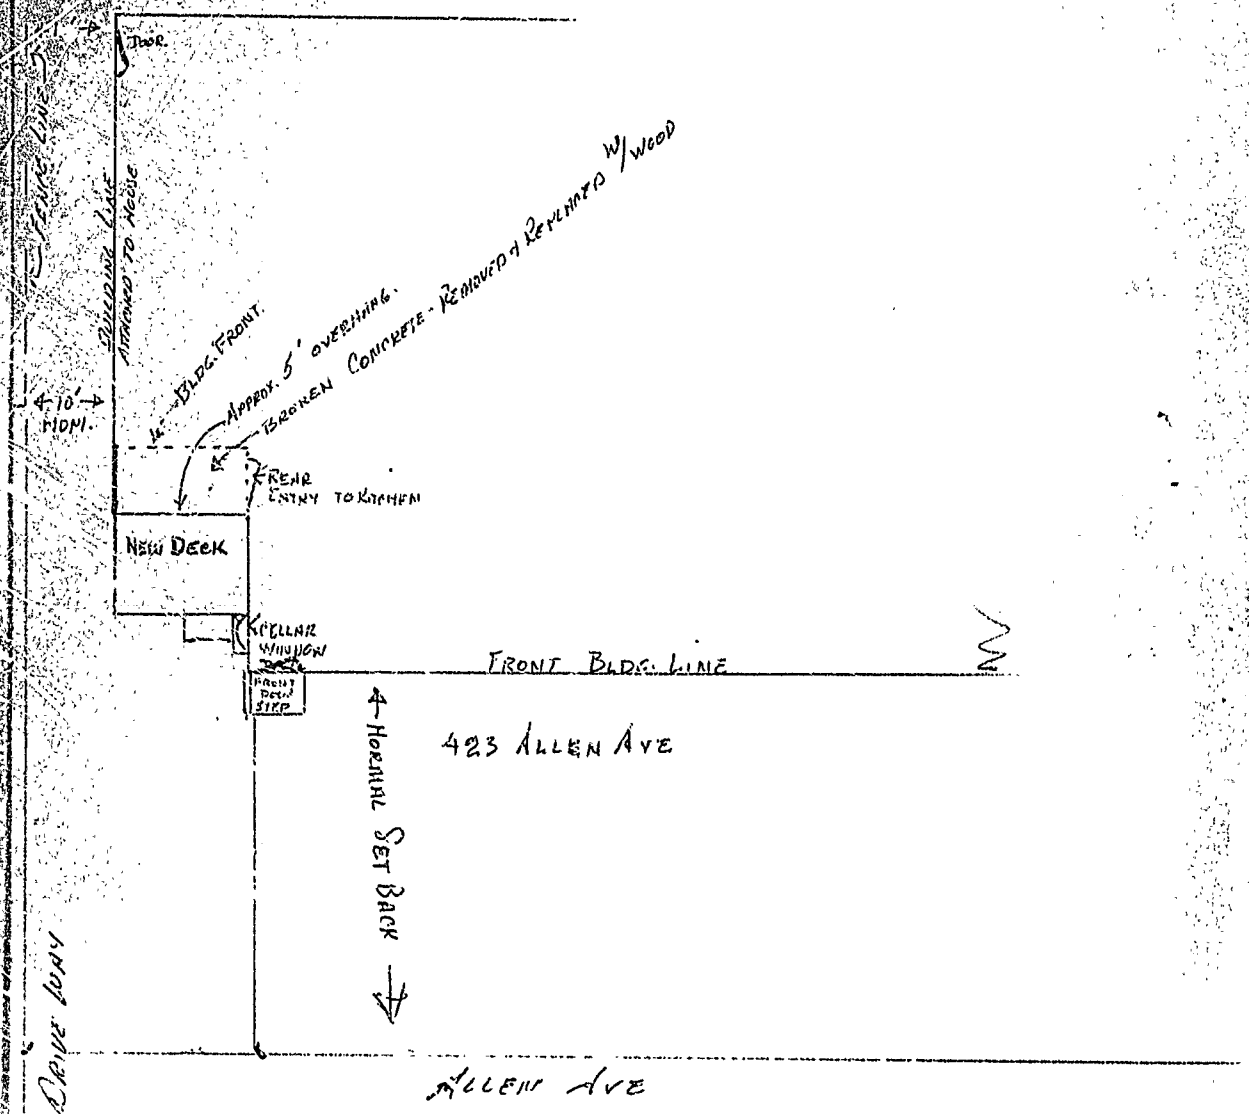 DOOR.
FENCE LINE
BUILDING LINE
ATTACHED TO HOUSE
W/WOOD
BROKEN CONCRETE - REMOVED & REPLACED
APPROX. 5' OVERHANG.
BLDG. FRONT.
10'
REAR
ENTRY TO KITCHEN
NEW DECK
CELLAR
WINDOW
FRONT BLDG. LINE
FRONT
DOOR
STEP
423 ALLEN AVE
NORMAL SET BACK
DRIVE WAY
ALLEN AVE